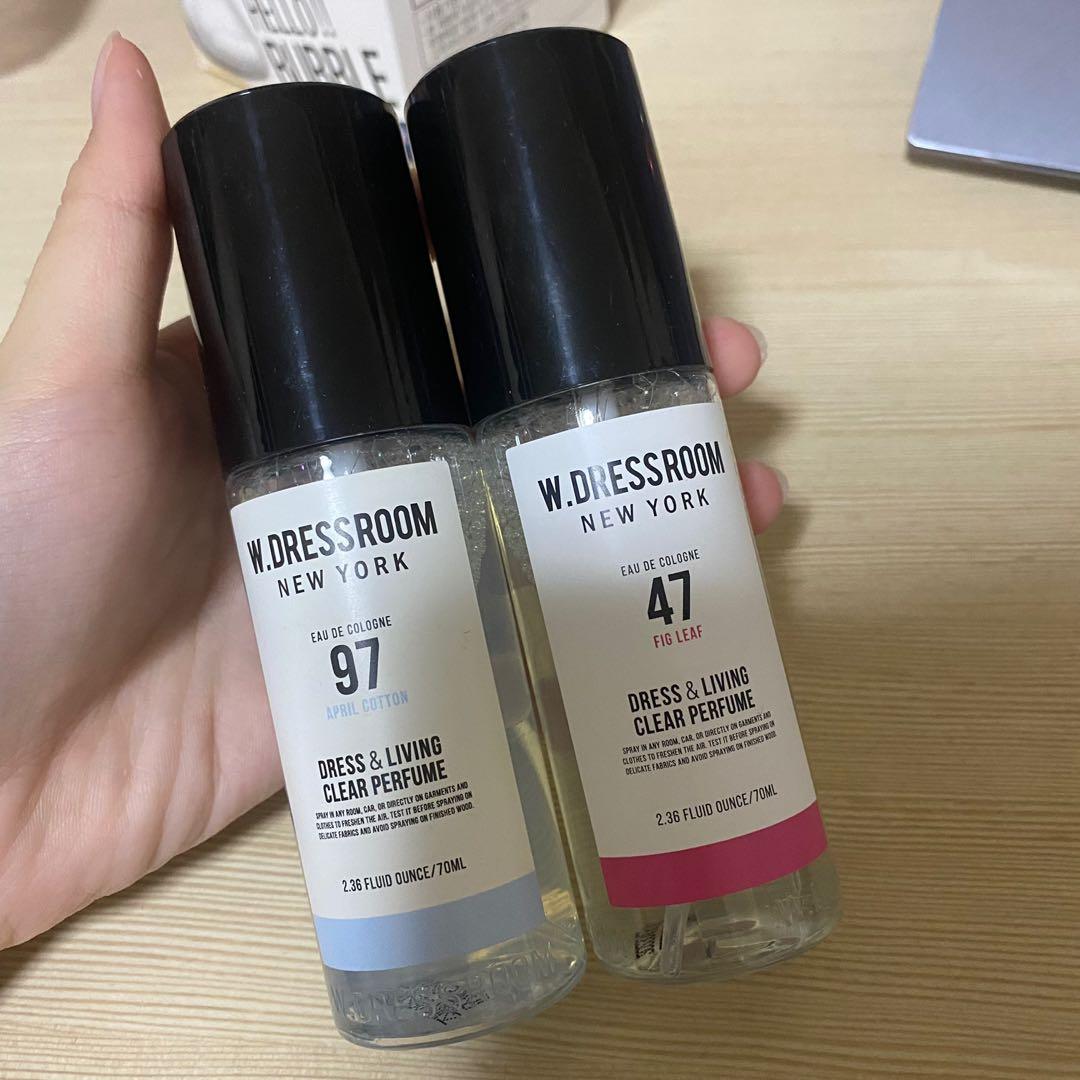 BUBBLE
W.DRESSROOM
NEW YORK
EAU DE COLOGNE
97
APRIL COTTON
DRESS & LIVING
CLEAR PERFUME
SPRAY IN ANY ROOM, CAR, OR DIRECTLY ON GARMENTS AND
CLOTHES TO FRESHEN THE AIR. TEST IT BEFORE SPRAYING ON
DELICATE FABRICS AND AVOID SPRAYING ON FINISHED WOOD.
2.36 FLUID OUNCE/70ML
W.DRESSROOM
W.DRESSROOM
NEW YORK
EAU DE COLOGNE
47
FIG LEAF
DRESS & LIVING
CLEAR PERFUME
SPRAY IN ANY ROOM, CAR, OR DIRECTLY ON GARMENTS AND
CLOTHES TO FRESHEN THE AIR. TEST IT BEFORE SPRAYING ON
DELICATE FABRICS AND AVOID SPRAYING ON FINISHED WOOD.
2.36 FLUID OUNCE/70ML